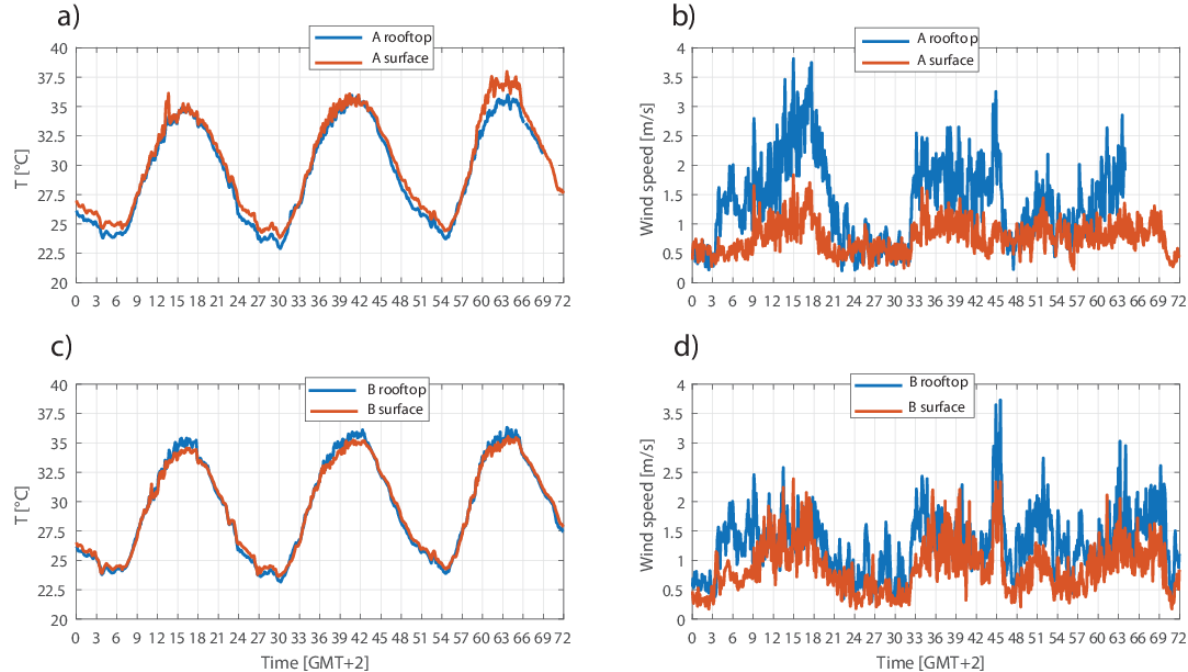 a)
A rooftop
A surface
T [°C]
40
37.5
35
32.5
30
27.5
25
22.5
20
0 3 6 9 12 15 18 21 24 27 30 33 36 39 42 45 48 51 54 57 60 63 66 69 72
b)
A rooftop
A surface
Wind speed [m/s]
4
3.5
3
2.5
2
1.5
1
0.5
0
0 3 6 9 12 15 18 21 24 27 30 33 36 39 42 45 48 51 54 57 60 63 66 69 72
c)
B rooftop
B surface
T [°C]
40
37.5
35
32.5
30
27.5
25
22.5
20
0 3 6 9 12 15 18 21 24 27 30 33 36 39 42 45 48 51 54 57 60 63 66 69 72
Time [GMT+2]
d)
B rooftop
B surface
Wind speed [m/s]
4
3.5
3
2.5
2
1.5
1
0.5
0
0 3 6 9 12 15 18 21 24 27 30 33 36 39 42 45 48 51 54 57 60 63 66 69 72
Time [GMT+2]